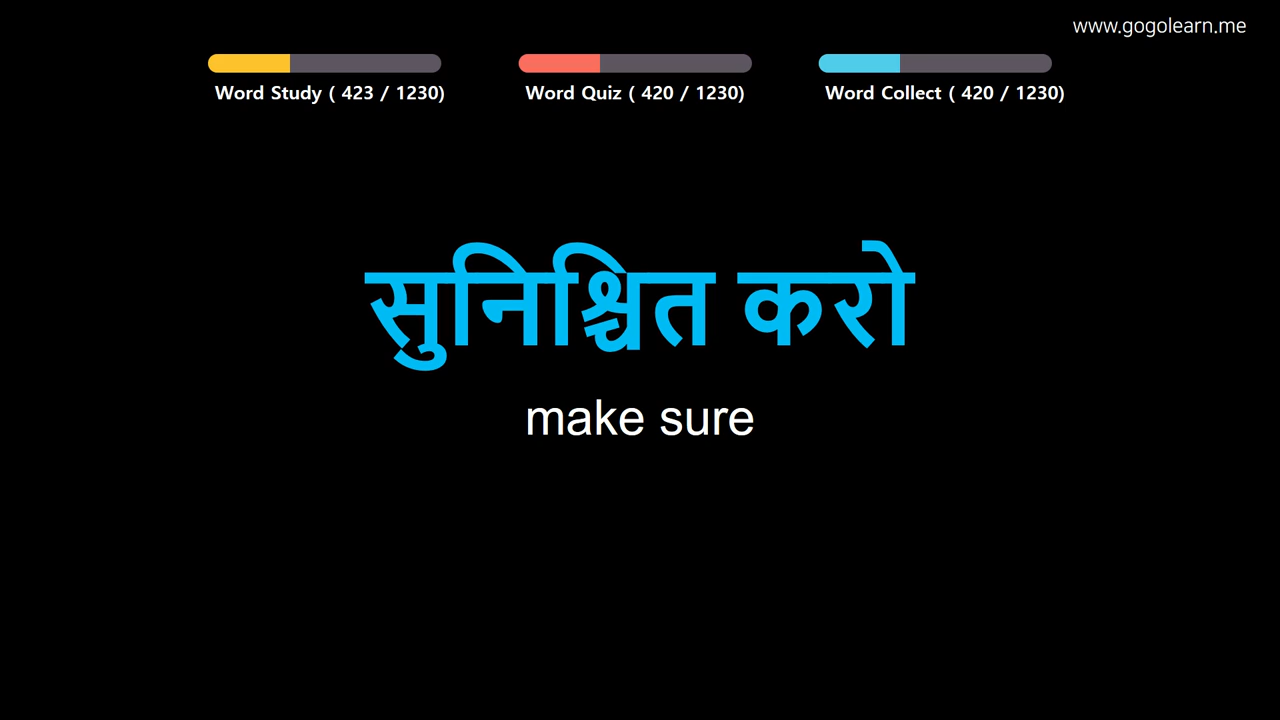 www.gogolearn.me
Word Study ( 423 / 1230)
Word Quiz ( 420 / 1230)
Word Collect ( 420 / 1230)
सुनिश्चित करो
make sure